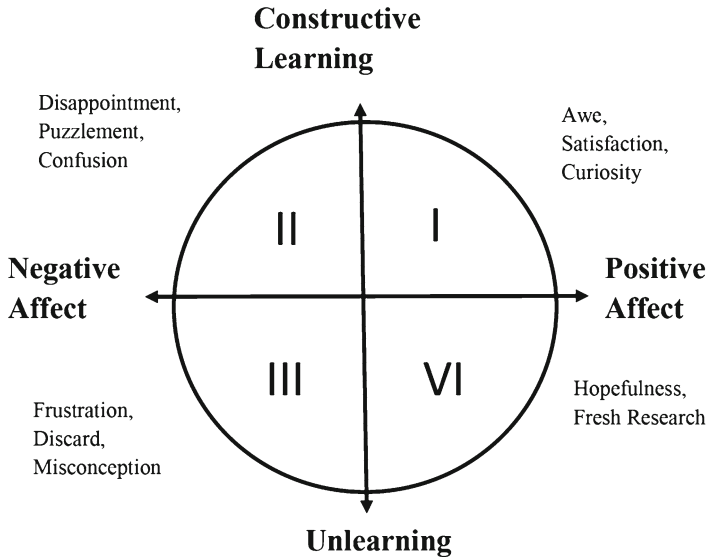 Constructive
Learning
Disappointment,
Puzzlement,
Confusion
Awe,
Satisfaction,
Curiosity
II
I
Negative
Affect
Positive
Affect
III
VI
Frustration,
Discard,
Misconception
Hopefulness,
Fresh Research
Unlearning